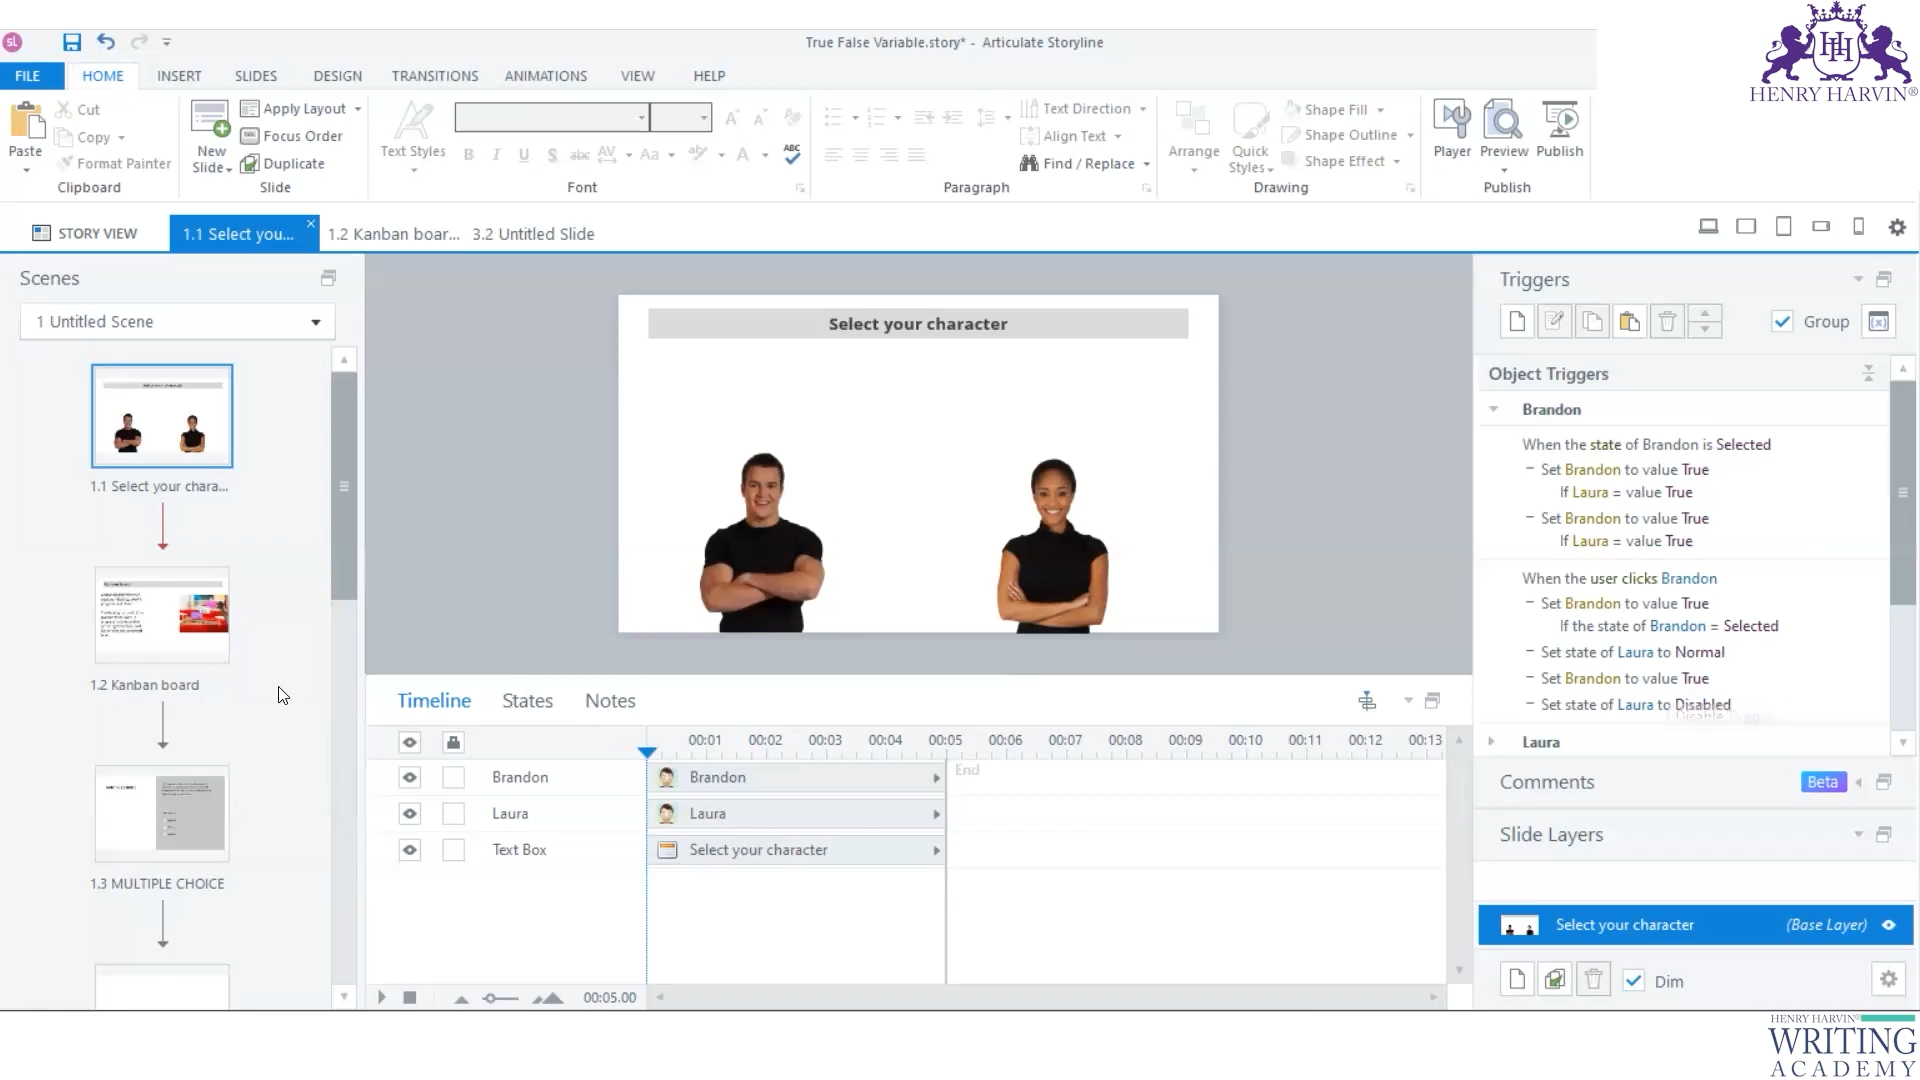 True False Variable.story* - Articulate Storyline
HENRY HARVIN®
FILE HOME INSERT SLIDES DESIGN TRANSITIONS ANIMATIONS VIEW HELP
Paste
Cut
Copy
Format Painter
Clipboard
New
Slide
Apply Layout
Focus Order
Duplicate
Slide
Text Styles
Font
Text Direction
Align Text
Find / Replace
Paragraph
Arrange
Quick
Styles
Shape Fill
Shape Outline
Shape Effect
Drawing
Player
Preview
Publish
Publish
STORY VIEW
1.1 Select you...
1.2 Kanban boar...
3.2 Untitled Slide
Scenes
1 Untitled Scene
1.1 Select your chara...
1.2 Kanban board
1.3 MULTIPLE CHOICE
Select your character
Timeline States Notes
00:01 00:02 00:03 00:04 00:05 00:06 00:07 00:08 00:09 00:10 00:11 00:12 00:13
Brandon Brandon End
Laura Laura
Text Box Select your character
00:05.00
Triggers
Group
Object Triggers
Brandon
When the state of Brandon is Selected
- Set Brandon to value True
If Laura = value True
- Set Brandon to value True
If Laura = value True
When the user clicks Brandon
- Set Brandon to value True
If the state of Brandon = Selected
- Set state of Laura to Normal
- Set Brandon to value True
- Set state of Laura to Disabled
Laura
Comments Beta
Slide Layers
Select your character (Base Layer)
Dim
HENRY HARVIN®
WRITING
ACADEMY